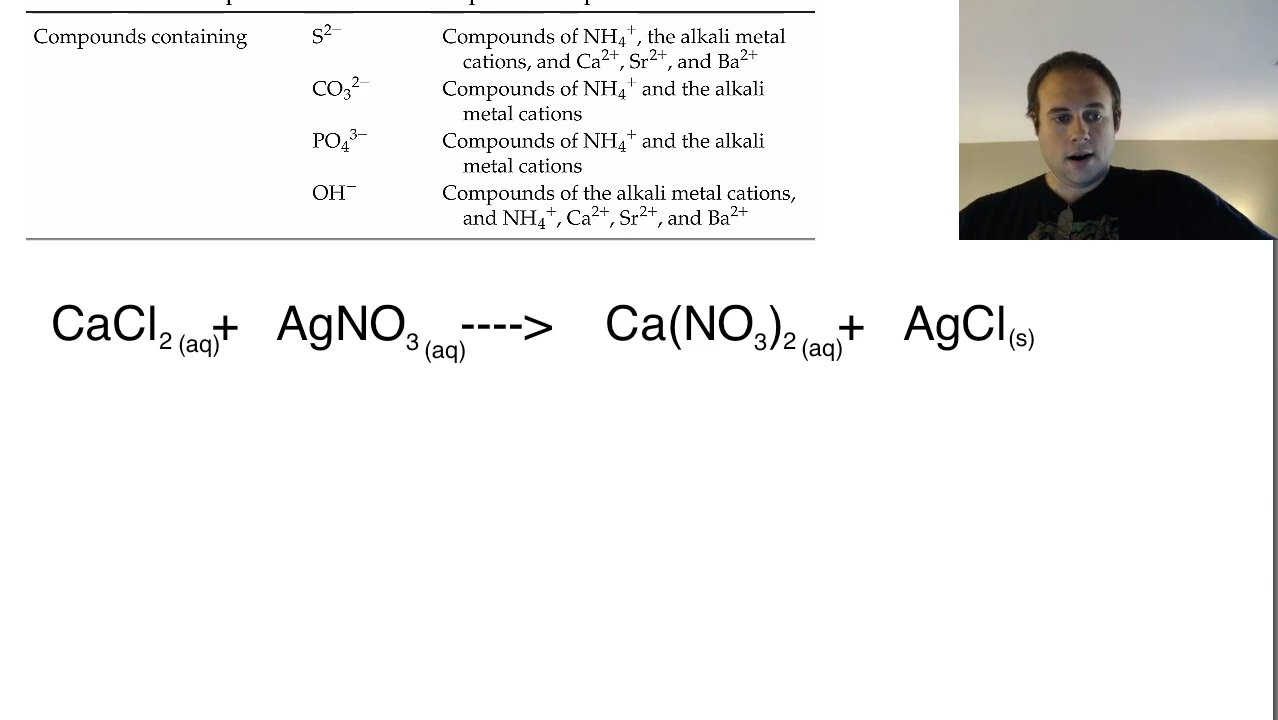 Compounds containing S²⁻ Compounds of NH₄⁺, the alkali metal
cations, and Ca²⁺, Sr²⁺, and Ba²⁺
CO₃²⁻ Compounds of NH₄⁺ and the alkali
metal cations
PO₄³⁻ Compounds of NH₄⁺ and the alkali
metal cations
OH⁻ Compounds of the alkali metal cations,
and NH₄⁺, Ca²⁺, Sr²⁺, and Ba²⁺
CaCl₂ (aq)+ AgNO₃ (aq)----> Ca(NO₃)₂ (aq)+ AgCl(s)